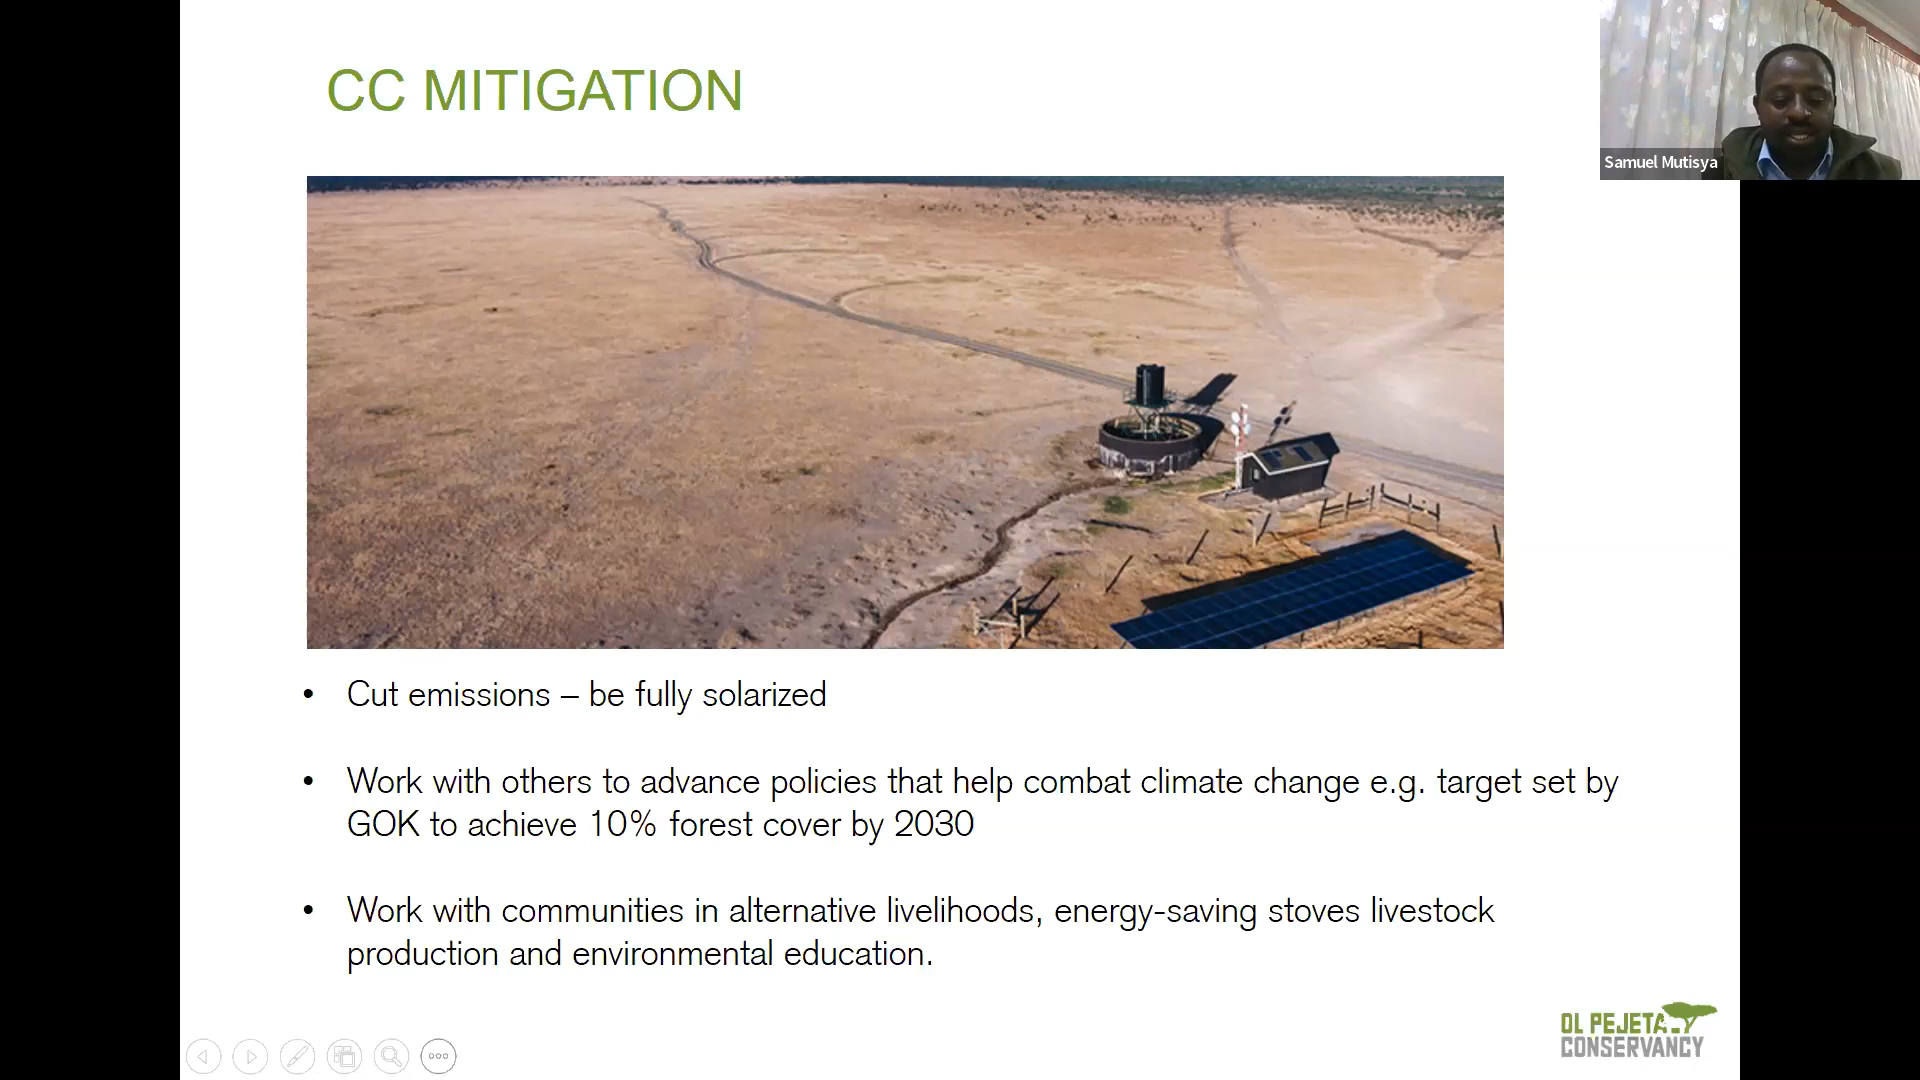 CC MITIGATION
Samuel Mutisya
• Cut emissions – be fully solarized
• Work with others to advance policies that help combat climate change e.g. target set by
GOK to achieve 10% forest cover by 2030
• Work with communities in alternative livelihoods, energy-saving stoves livestock
production and environmental education.
OL PEJETA
CONSERVANCY